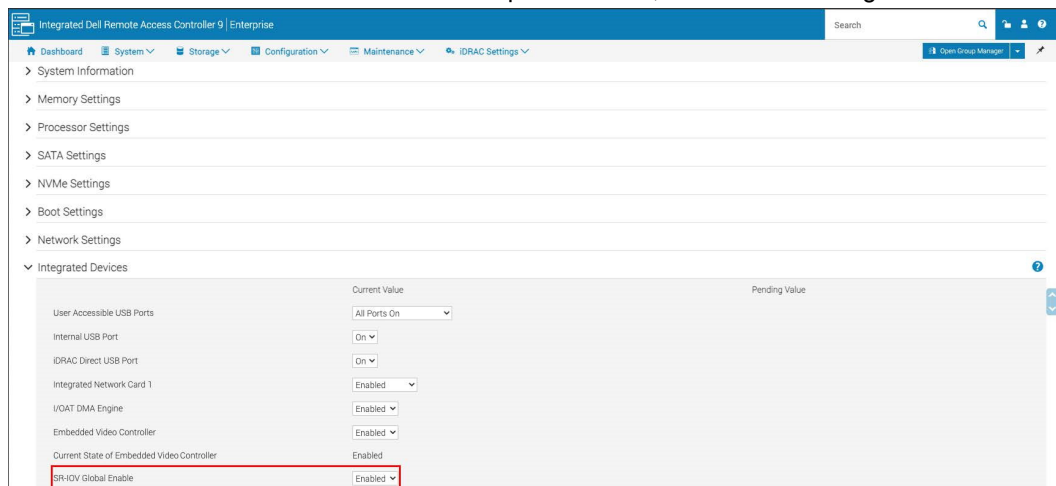 Integrated Dell Remote Access Controller 9 | Enterprise Search
Dashboard System Storage Configuration Maintenance iDRAC Settings Open Group Manager
System Information
Memory Settings
Processor Settings
SATA Settings
NVMe Settings
Boot Settings
Network Settings
Integrated Devices
Current Value Pending Value
User Accessible USB Ports All Ports On
Internal USB Port On
iDRAC Direct USB Port On
Integrated Network Card 1 Enabled
I/OAT DMA Engine Enabled
Embedded Video Controller Enabled
Current State of Embedded Video Controller Enabled
SR-IOV Global Enable Enabled